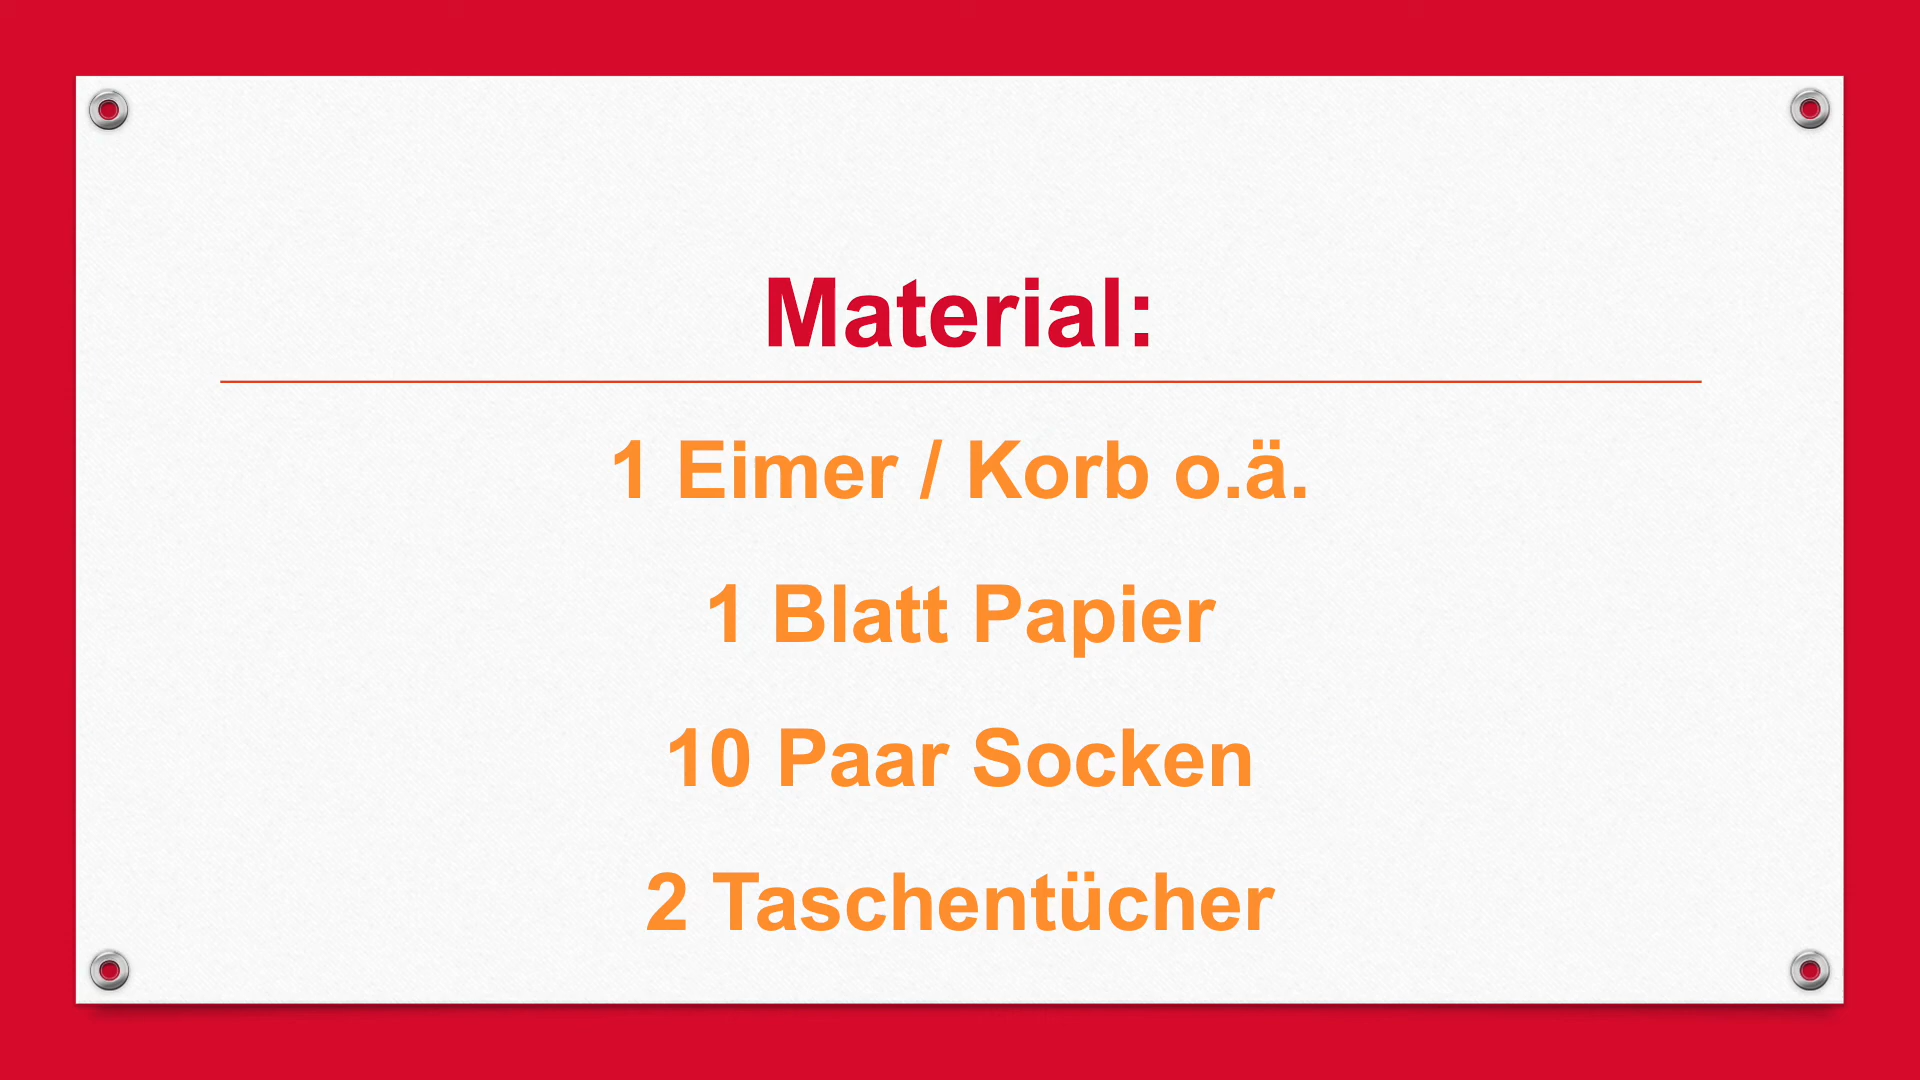 Material:
1 Eimer / Korb o.ä.
1 Blatt Papier
10 Paar Socken
2 Taschentücher